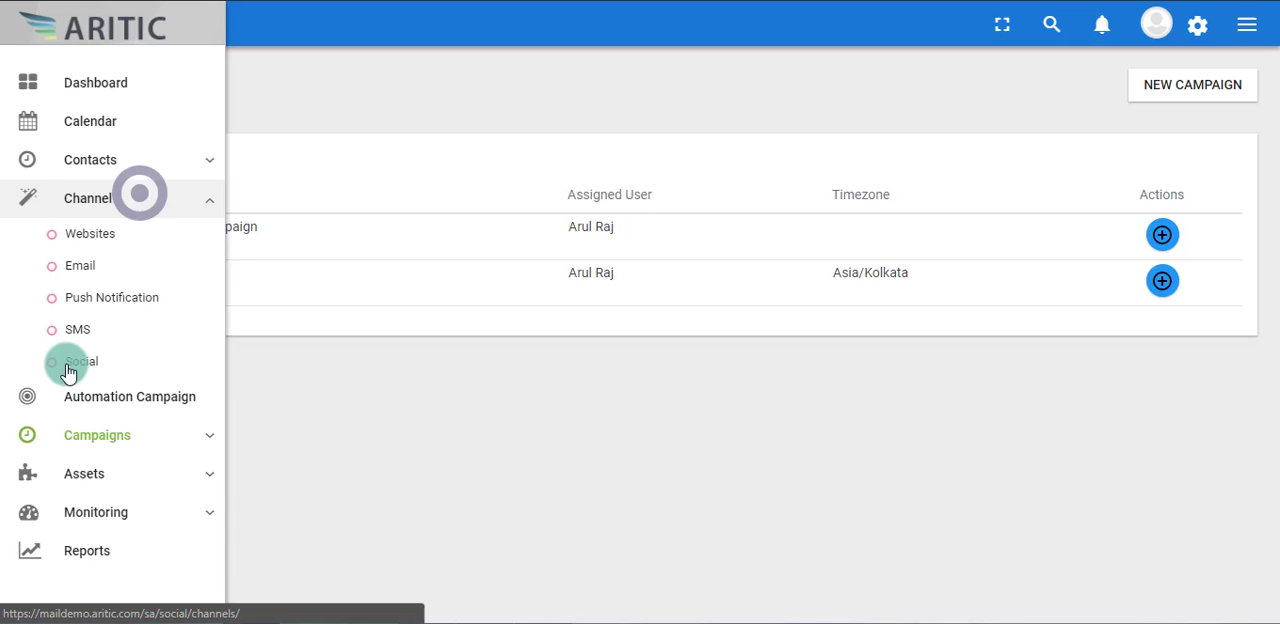 ARITIC
NEW CAMPAIGN
Dashboard
Calendar
Contacts
Channel
Websites
Email
Push Notification
SMS
Social
Automation Campaign
Campaigns
Assets
Monitoring
Reports
Assigned User Timezone Actions
paign Arul Raj
Arul Raj Asia/Kolkata
https://maildemo.aritic.com/sa/social/channels/